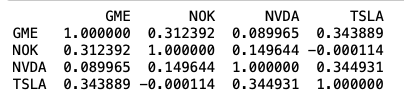 GME NOK NVDA TSLA
GME 1.000000 0.312392 0.089965 0.343889
NOK 0.312392 1.000000 0.149644 -0.000114
NVDA 0.089965 0.149644 1.000000 0.344931
TSLA 0.343889 -0.000114 0.344931 1.000000